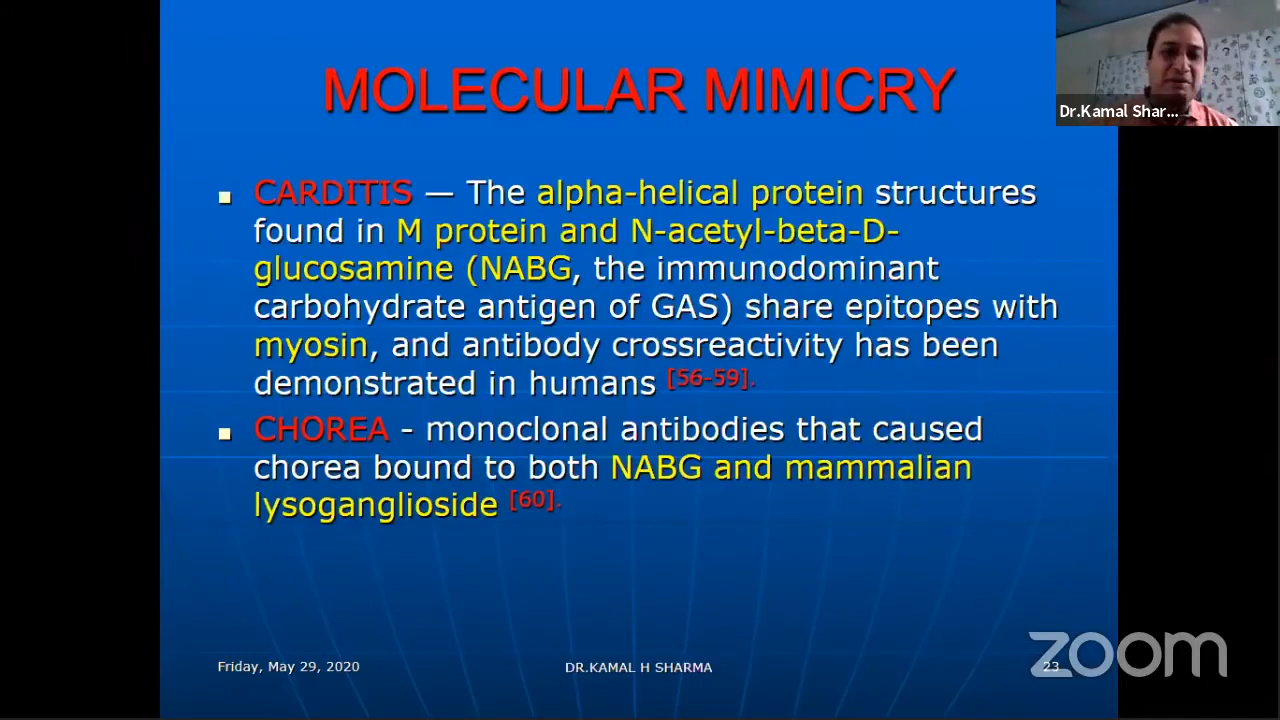 MOLECULAR MIMICRY
Dr.Kamal Shar...
CARDITIS — The alpha-helical protein structures
found in M protein and N-acetyl-beta-D-
glucosamine (NABG, the immunodominant
carbohydrate antigen of GAS) share epitopes with
myosin, and antibody crossreactivity has been
demonstrated in humans [56-59].
CHOREA - monoclonal antibodies that caused
chorea bound to both NABG and mammalian
lysoganglioside [60].
Friday, May 29, 2020
DR.KAMAL H SHARMA
23
zoom